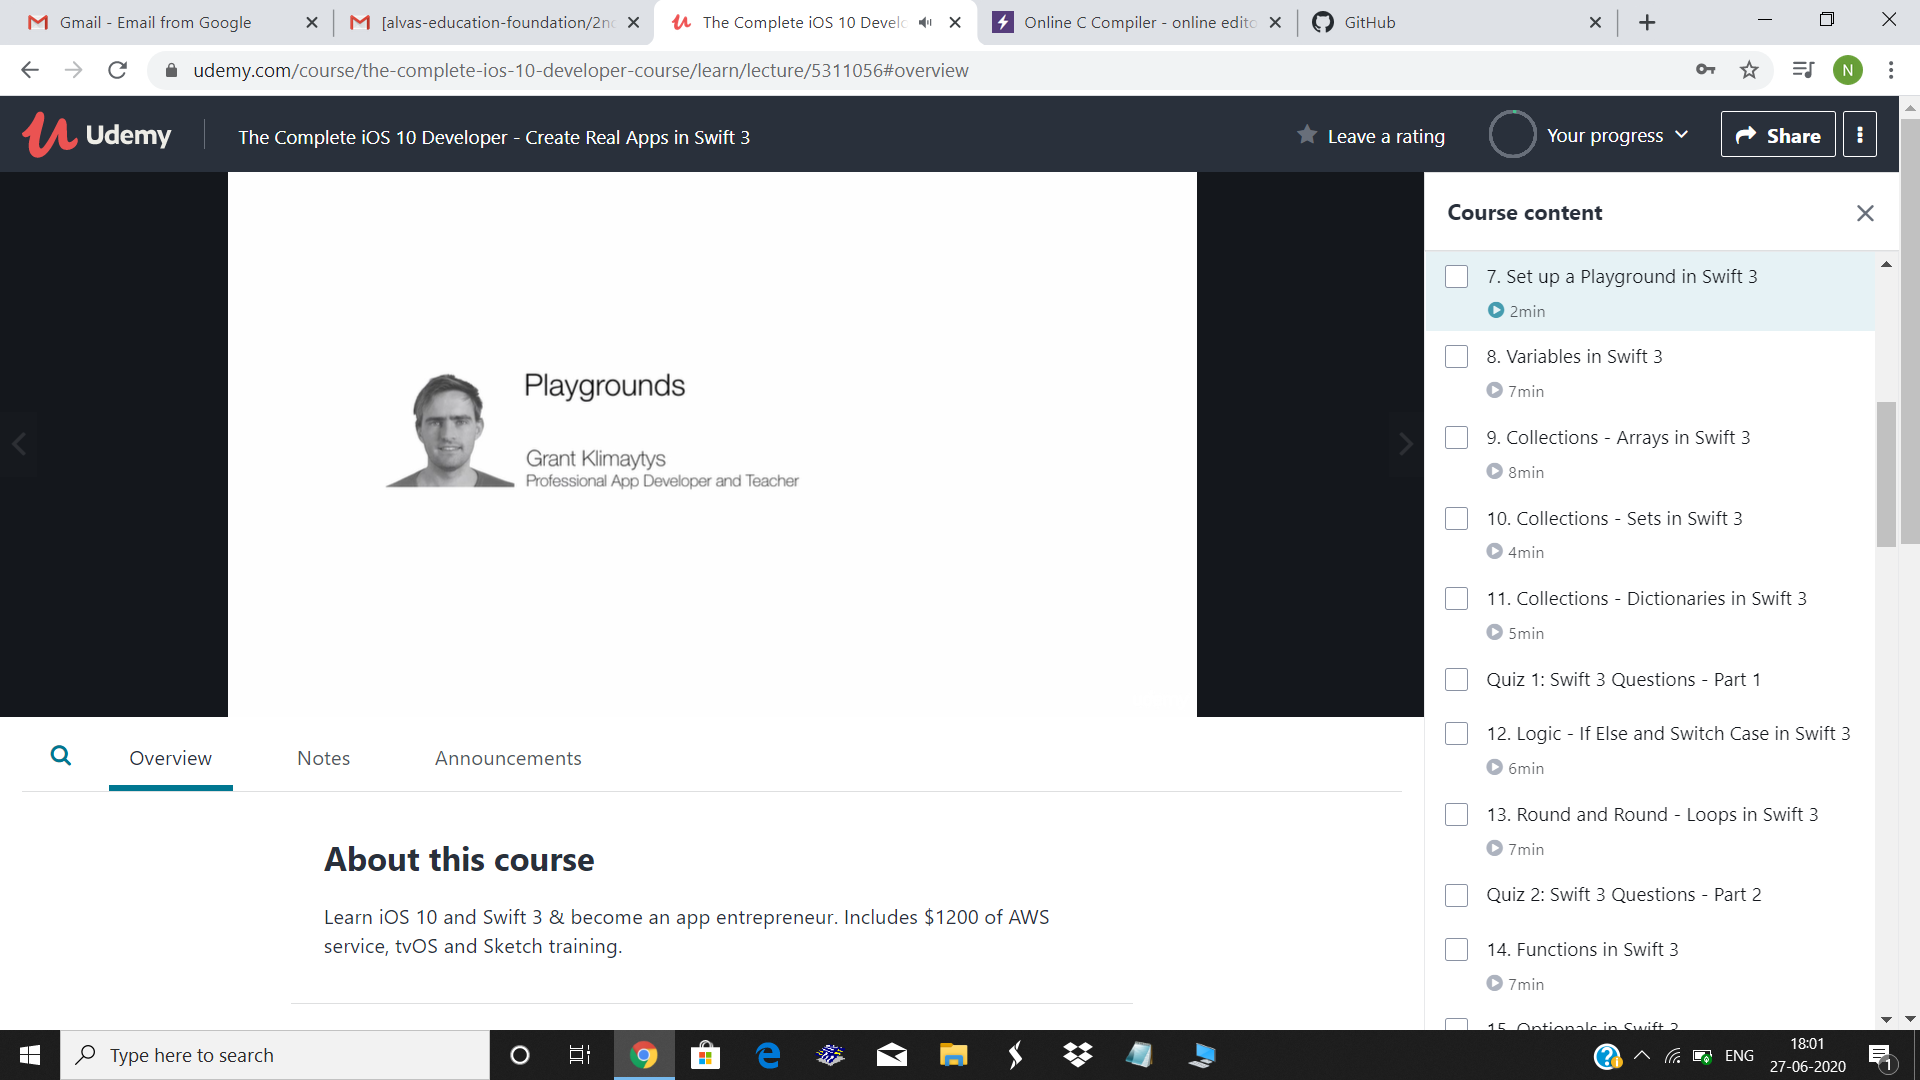 Gmail - Email from Google
[alvas-education-foundation/2n
The Complete iOS 10 Develo
Online C Compiler - online edito
GitHub
udemy.com/course/the-complete-ios-10-developer-course/learn/lecture/5311056#overview
N
Udemy
The Complete iOS 10 Developer - Create Real Apps in Swift 3
Leave a rating
Your progress
Share
Playgrounds
Grant Klimaytys
Professional App Developer and Teacher
Course content
7. Set up a Playground in Swift 3
2min
8. Variables in Swift 3
7min
9. Collections - Arrays in Swift 3
8min
10. Collections - Sets in Swift 3
4min
11. Collections - Dictionaries in Swift 3
5min
Quiz 1: Swift 3 Questions - Part 1
12. Logic - If Else and Switch Case in Swift 3
6min
13. Round and Round - Loops in Swift 3
7min
Quiz 2: Swift 3 Questions - Part 2
14. Functions in Swift 3
7min
15. Optionals in Swift 3
Overview
Notes
Announcements
About this course
Learn iOS 10 and Swift 3 & become an app entrepreneur. Includes $1200 of AWS
service, tvOS and Sketch training.
Type here to search
ENG
18:01
27-06-2020
1